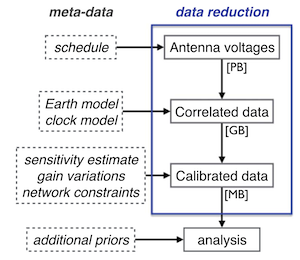 meta-data data reduction
schedule Antenna voltages
[PB]
Earth model
clock model Correlated data
[GB]
sensitivity estimate
gain variations Calibrated data
network constraints [MB]
additional priors analysis